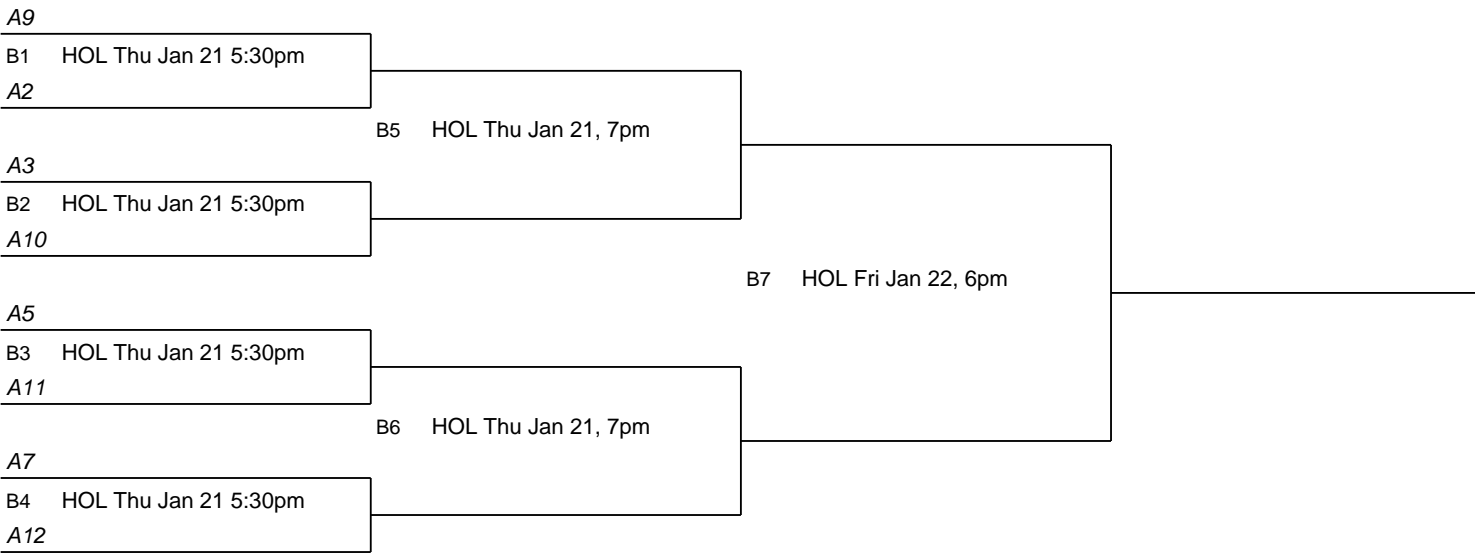 A9
B1 HOL Thu Jan 21 5:30pm
A2
B5 HOL Thu Jan 21, 7pm
A3
B2 HOL Thu Jan 21 5:30pm
A10
B7 HOL Fri Jan 22, 6pm
A5
B3 HOL Thu Jan 21 5:30pm
A11
B6 HOL Thu Jan 21, 7pm
A7
B4 HOL Thu Jan 21 5:30pm
A12